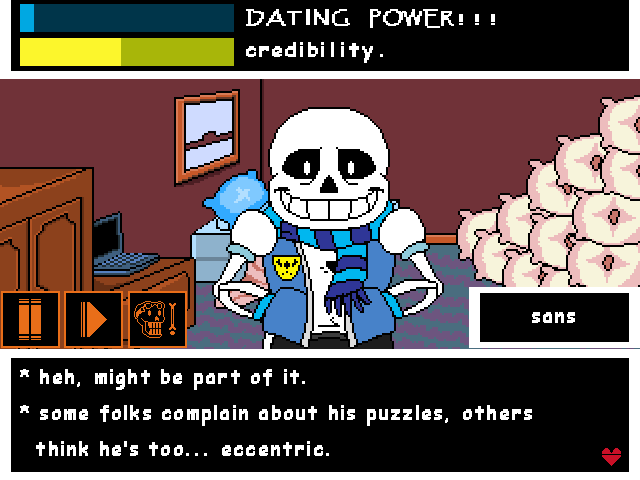 DATING POWER!!!
credibility.
sans
* heh, might be part of it.
* some folks complain about his puzzles, others
think he's too... eccentric.